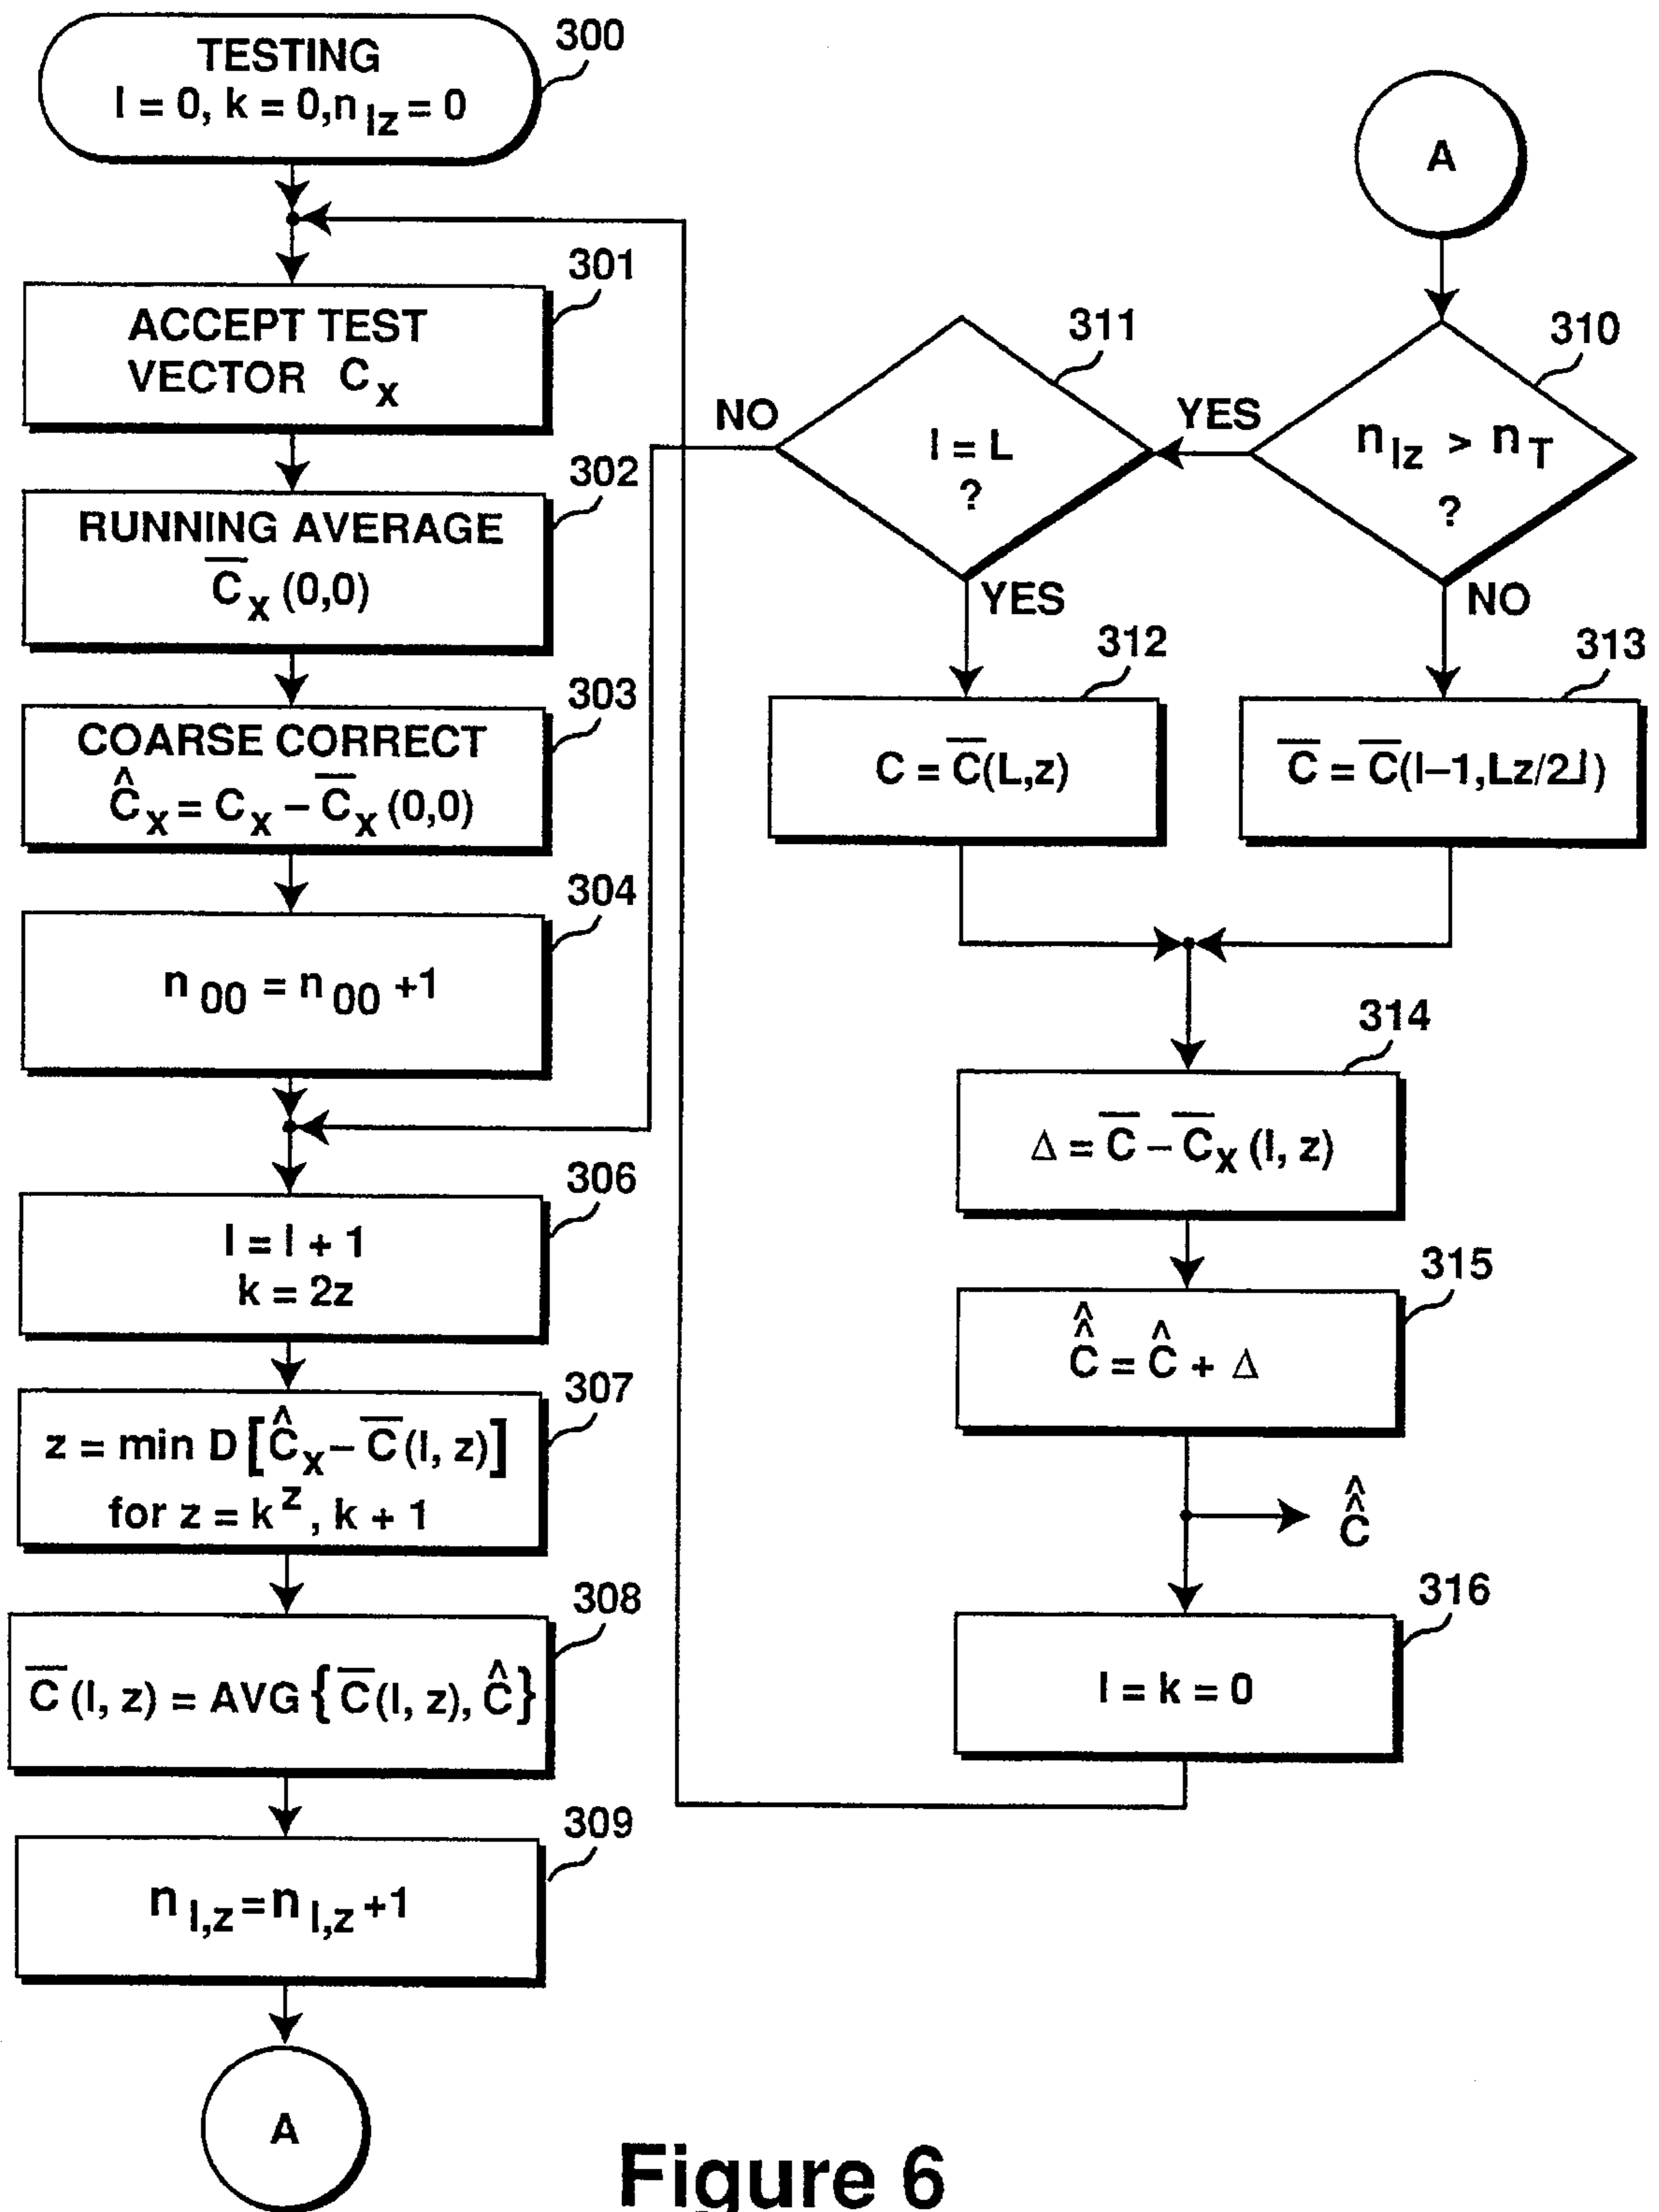 TESTING
l = 0, k = 0, n lz = 0
300
301
ACCEPT TEST
VECTOR C x
302
RUNNING AVERAGE
C̅ x (0,0)
303
COARSE CORRECT
Ĉ x = C x – C̅ x (0,0)
304
n 00 = n 00 +1
306
l = l + 1
k = 2z
307
z = min D [Ĉ x – C̅ (l, z)]
for z = k z , k + 1
308
C̅ (l, z) = AVG {C̅ (l, z), Ĉ}
309
n l,z = n l,z +1
A
A
310
n lz > n T
?
YES
NO
311
l = L
?
NO
YES
312
C = C̅(L,z)
313
C̅ = C̅(l–1,Lz/2⌋)
314
Δ = C̅ – C̅ x (l, z)
315
Ĉ̂ = Ĉ + Δ
Ĉ̂
316
l = k = 0
Figure 6